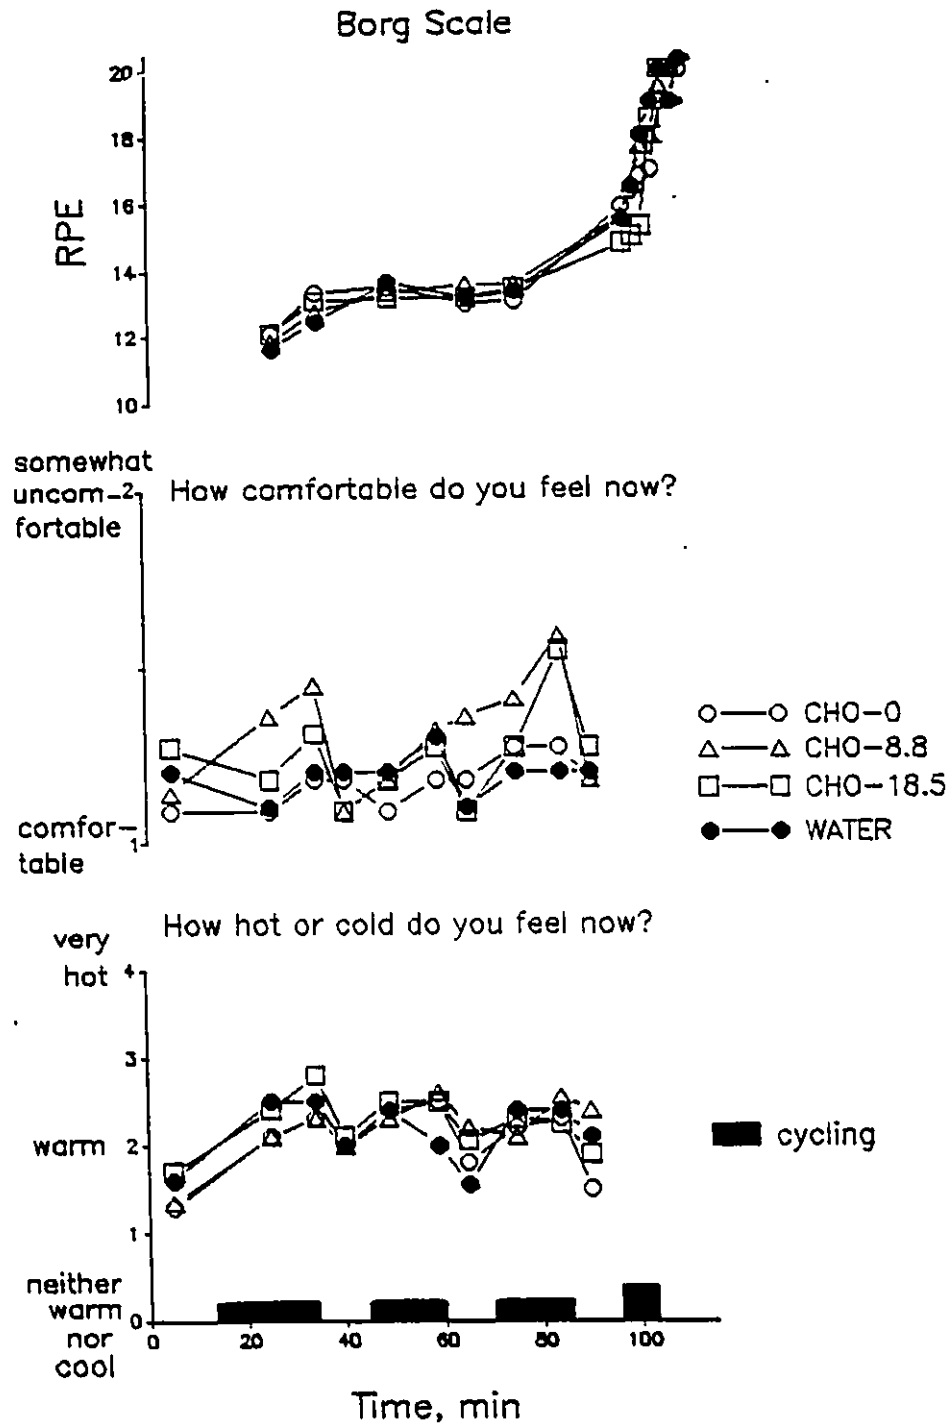 Borg Scale
20
18
16
14
12
10
RPE
somewhat
uncom-2
fortable
How comfortable do you feel now?
comfor-
1
table
CHO-0
CHO-8.8
CHO-18.5
WATER
How hot or cold do you feel now?
very
hot 4
3
warm 2
1
neither
warm 0
nor
cool
cycling
0 20 40 60 80 100
Time, min